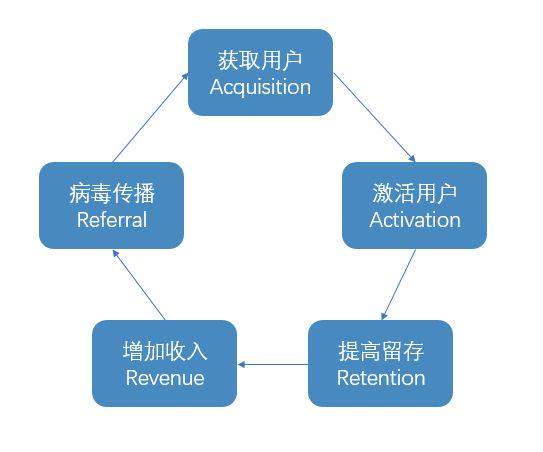 获取用户
Acquisition
激活用户
Activation
提高留存
Retention
增加收入
Revenue
病毒传播
Referral